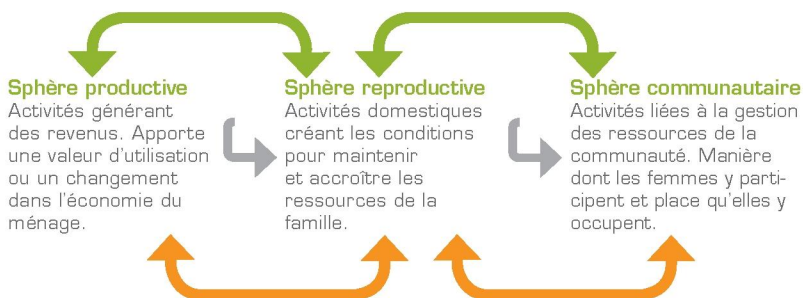 Sphère productive
Activités générant
des revenus. Apporte
une valeur d'utilisation
ou un changement
dans l'économie du
ménage.
Sphère reproductive
Activités domestiques
créant les conditions
pour maintenir
et accroître les
ressources de la
famille.
Sphère communautaire
Activités liées à la gestion
des ressources de la
communauté. Manière
dont les femmes y parti-
cipent et place qu'elles y
occupent.